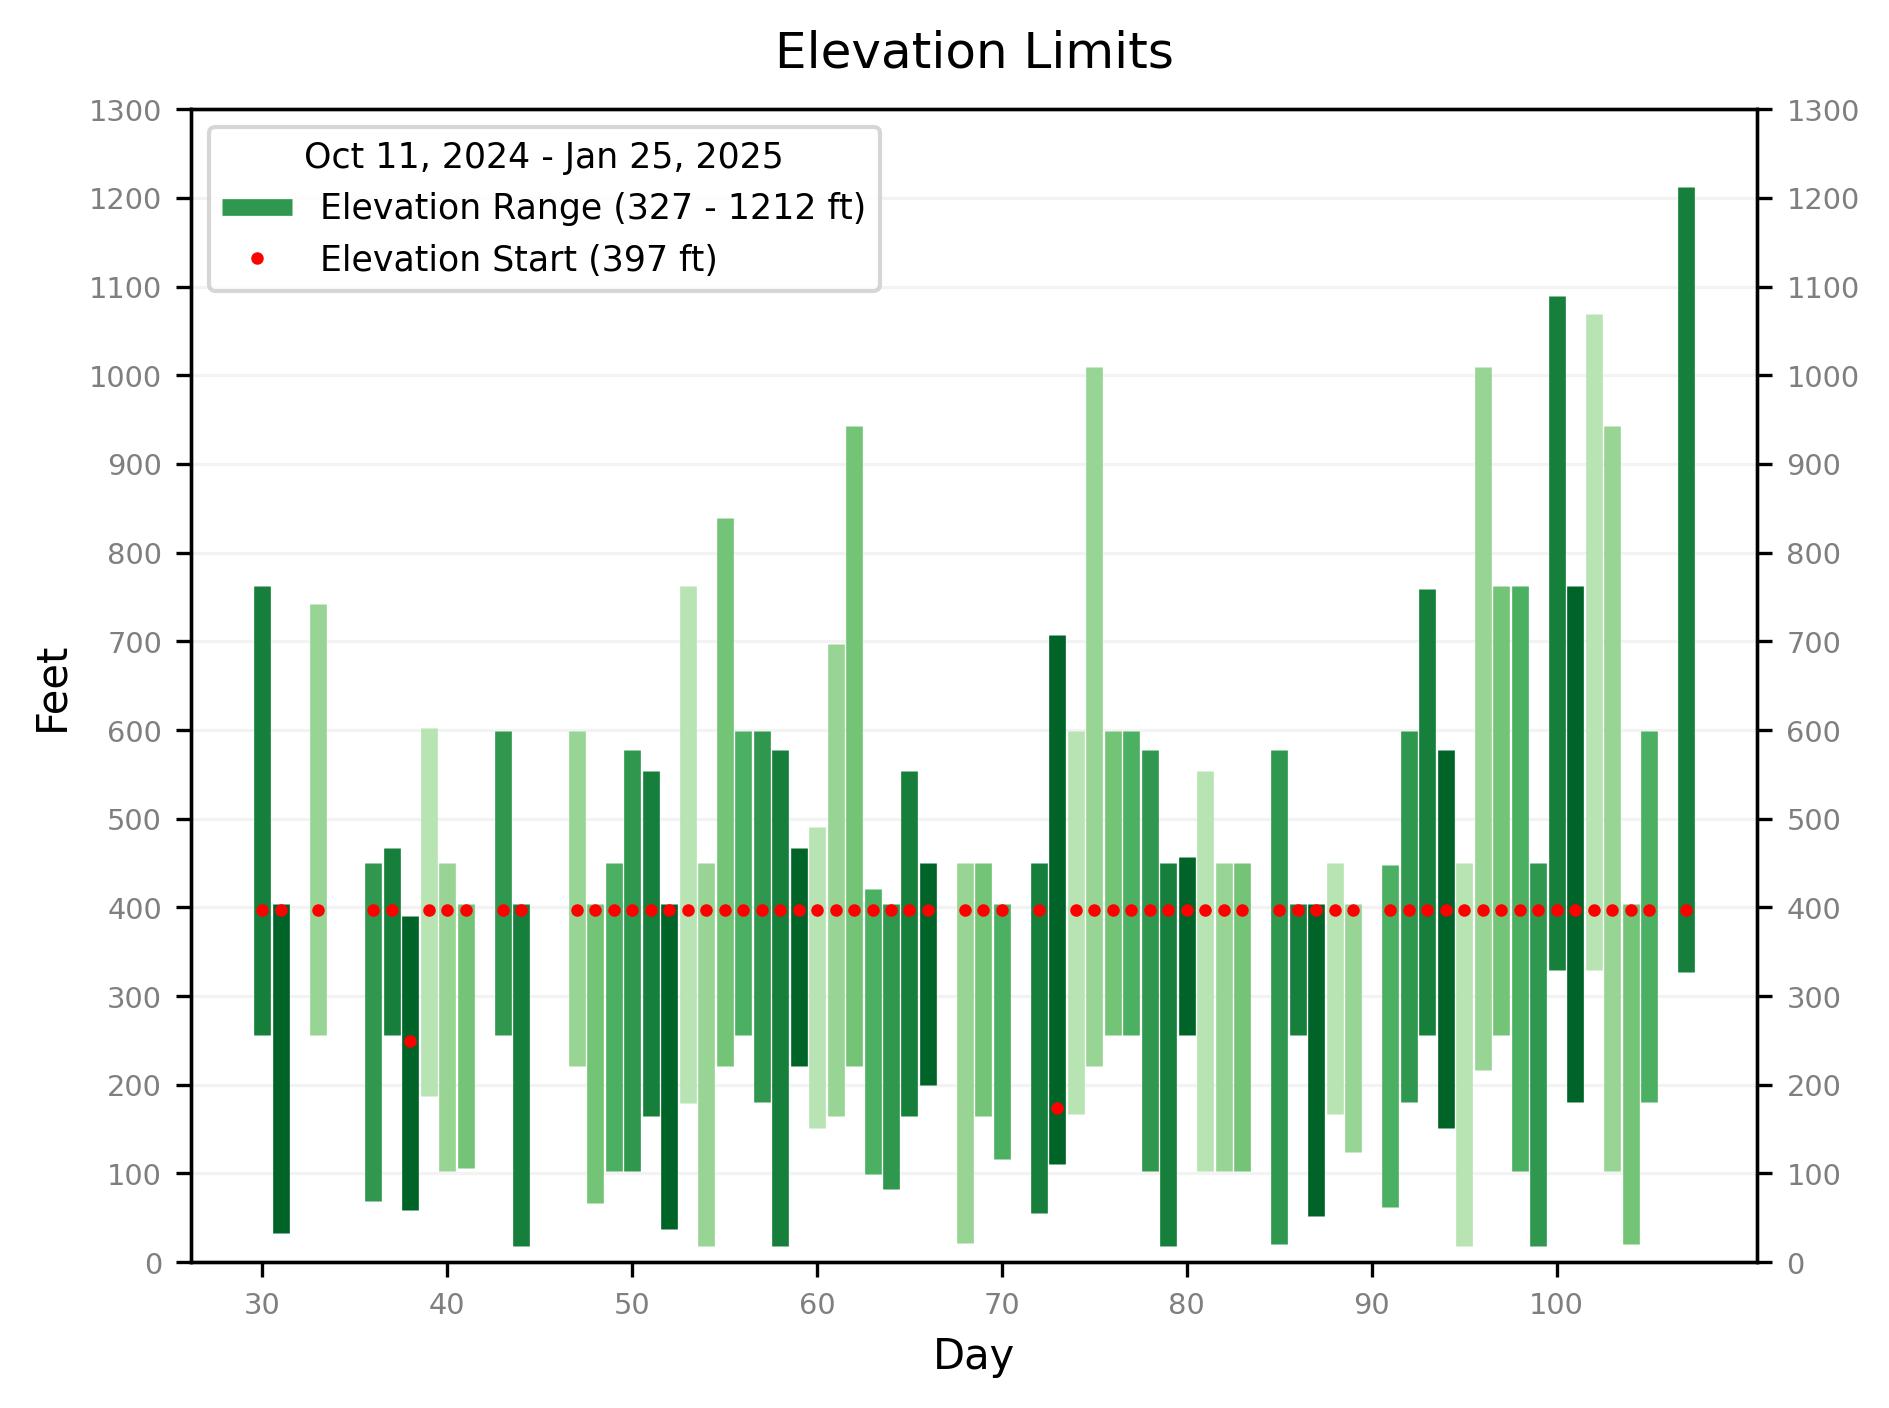 Elevation Limits
Oct 11, 2024 - Jan 25, 2025
Elevation Range (327 - 1212 ft)
Elevation Start (397 ft)
1300 1300
1200 1200
1100 1100
1000 1000
900 900
800 800
700 700
600 600
500 500
400 400
300 300
200 200
100 100
0 0
Feet
30 40 50 60 70 80 90 100
Day